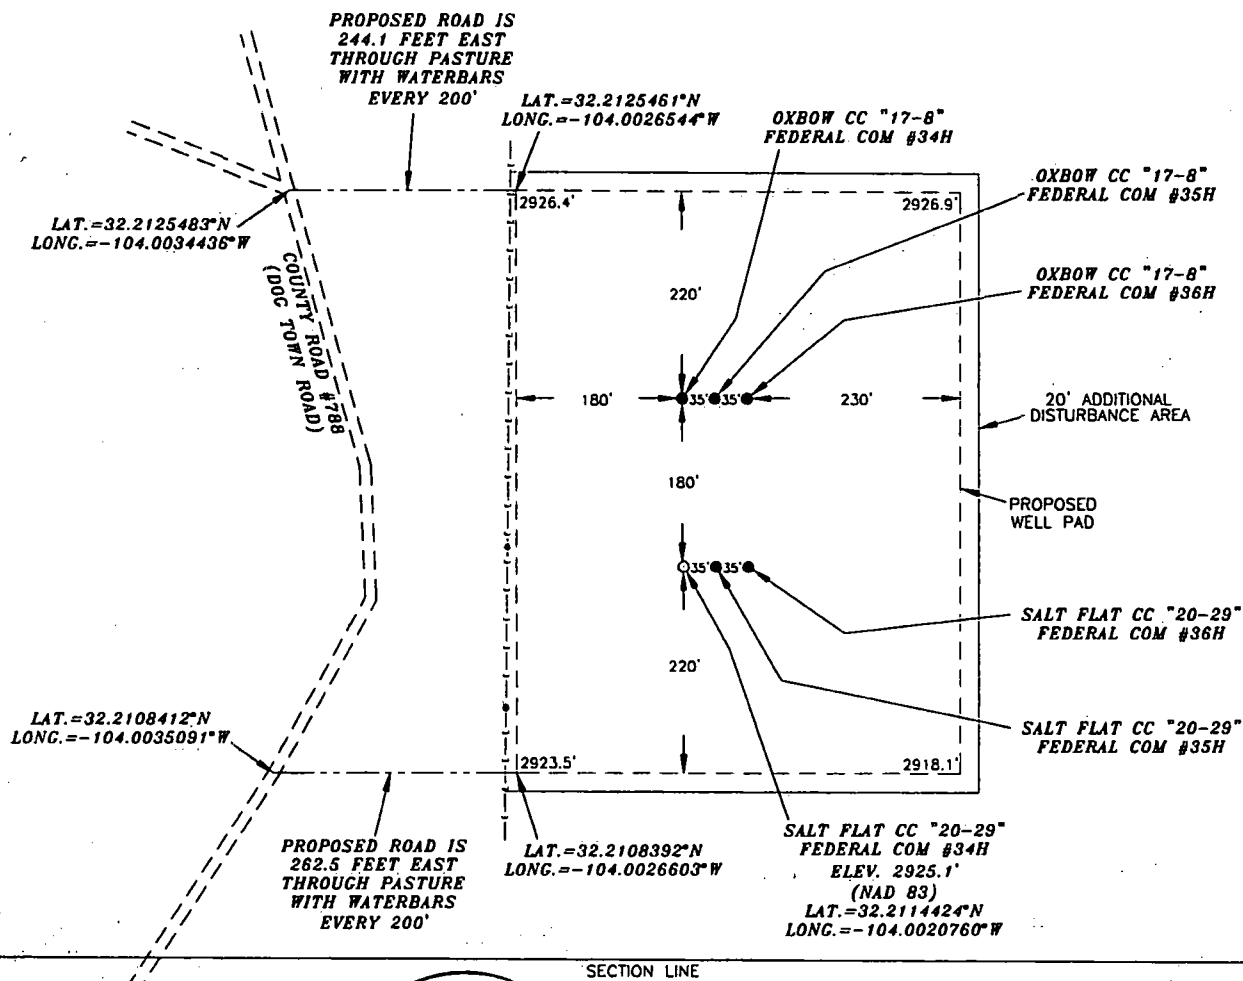 PROPOSED ROAD IS
244.1 FEET EAST
THROUGH PASTURE
WITH WATERBARS
EVERY 200'
LAT.=32.2125461°N
LONG.=-104.0026544°W
OXBOW CC "17-8"
FEDERAL COM #34H
OXBOW CC "17-8"
FEDERAL COM #35H
LAT.=32.2125483°N
LONG.=-104.0034436°W
2926.4'
2926.9'
COUNTY ROAD #788
(DOG TOWN ROAD)
OXBOW CC "17-8"
FEDERAL COM #36H
220'
180'
35'
35'
230'
20' ADDITIONAL
DISTURBANCE AREA
180'
PROPOSED
WELL PAD
35'
35'
SALT FLAT CC "20-29"
FEDERAL COM #36H
220'
LAT.=32.2108412°N
LONG.=-104.0035091°W
SALT FLAT CC "20-29"
FEDERAL COM #35H
2923.5'
2918.1'
PROPOSED ROAD IS
262.5 FEET EAST
THROUGH PASTURE
WITH WATERBARS
EVERY 200'
LAT.=32.2108392°N
LONG.=-104.0026603°W
SALT FLAT CC "20-29"
FEDERAL COM #34H
ELEV. 2925.1'
(NAD 83)
LAT.=32.2114424°N
LONG.=-104.0020760°W
SECTION LINE